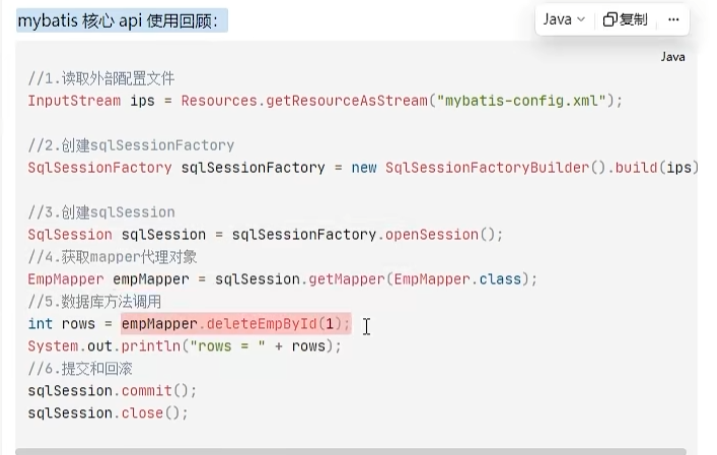 mybatis 核心 api 使用回顾:
Java
复制
...
Java
//1.读取外部配置文件
InputStream ips = Resources.getResourceAsStream("mybatis-config.xml");
//2.创建sqlSessionFactory
SqlSessionFactory sqlSessionFactory = new SqlSessionFactoryBuilder().build(ips)
//3.创建sqlSession
SqlSession sqlSession = sqlSessionFactory.openSession();
//4.获取mapper代理对象
EmpMapper empMapper = sqlSession.getMapper(EmpMapper.class);
//5.数据库方法调用
int rows = empMapper.deleteEmpById(1);
System.out.println("rows = " + rows);
//6.提交和回滚
sqlSession.commit();
sqlSession.close();